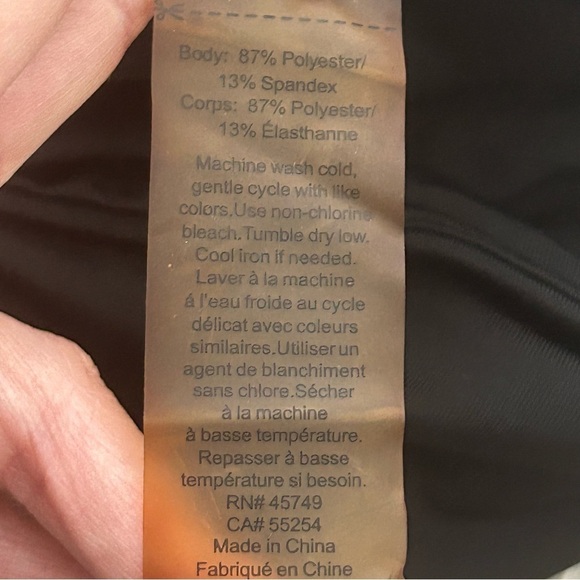 Body: 87% Polyester/
13% Spandex
Corps: 87% Polyester/
13% Élasthanne
Machine wash cold,
gentle cycle with like
colors.Use non-chlorine
bleach.Tumble dry low.
Cool iron if needed.
Laver à la machine
á l'eau froide au cycle
délicat avec coleurs
similaires.Utiliser un
agent de blanchiment
sans chlore.Sécher
à la machine
à basse température.
Repasser à basse
température si besoin.
RN# 45749
CA# 55254
Made in China
Fabriqué en Chine